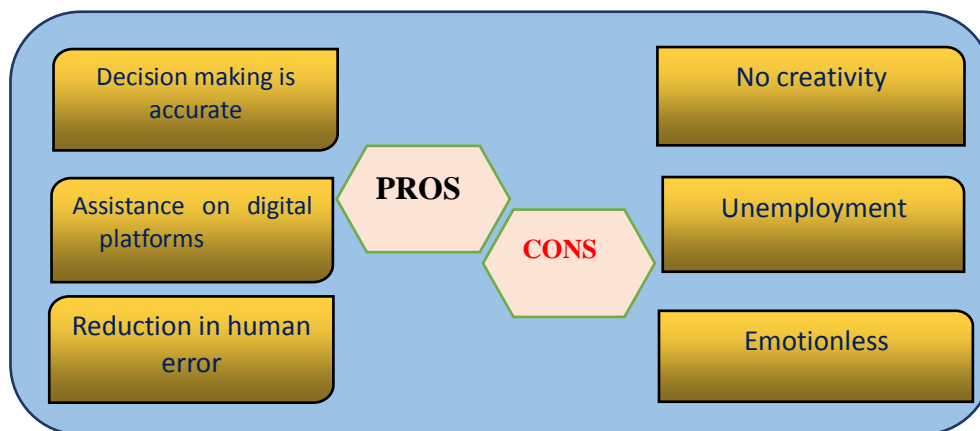 Decision making is
accurate
Assistance on digital
platforms
Reduction in human
error
PROS
CONS
No creativity
Unemployment
Emotionless